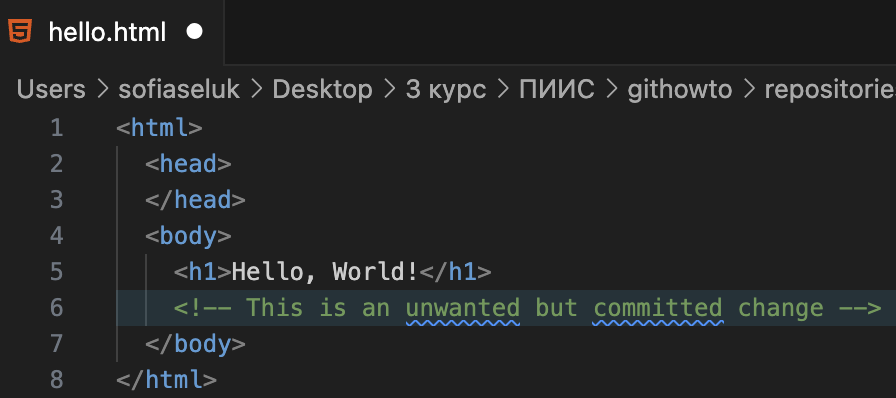 hello.html
Users > sofiaseluk > Desktop > 3 курс > ПИИС > githowto > repositorie
1 <html>
2 <head>
3 </head>
4 <body>
5 <h1>Hello, World!</h1>
6 <!-- This is an unwanted but committed change -->
7 </body>
8 </html>